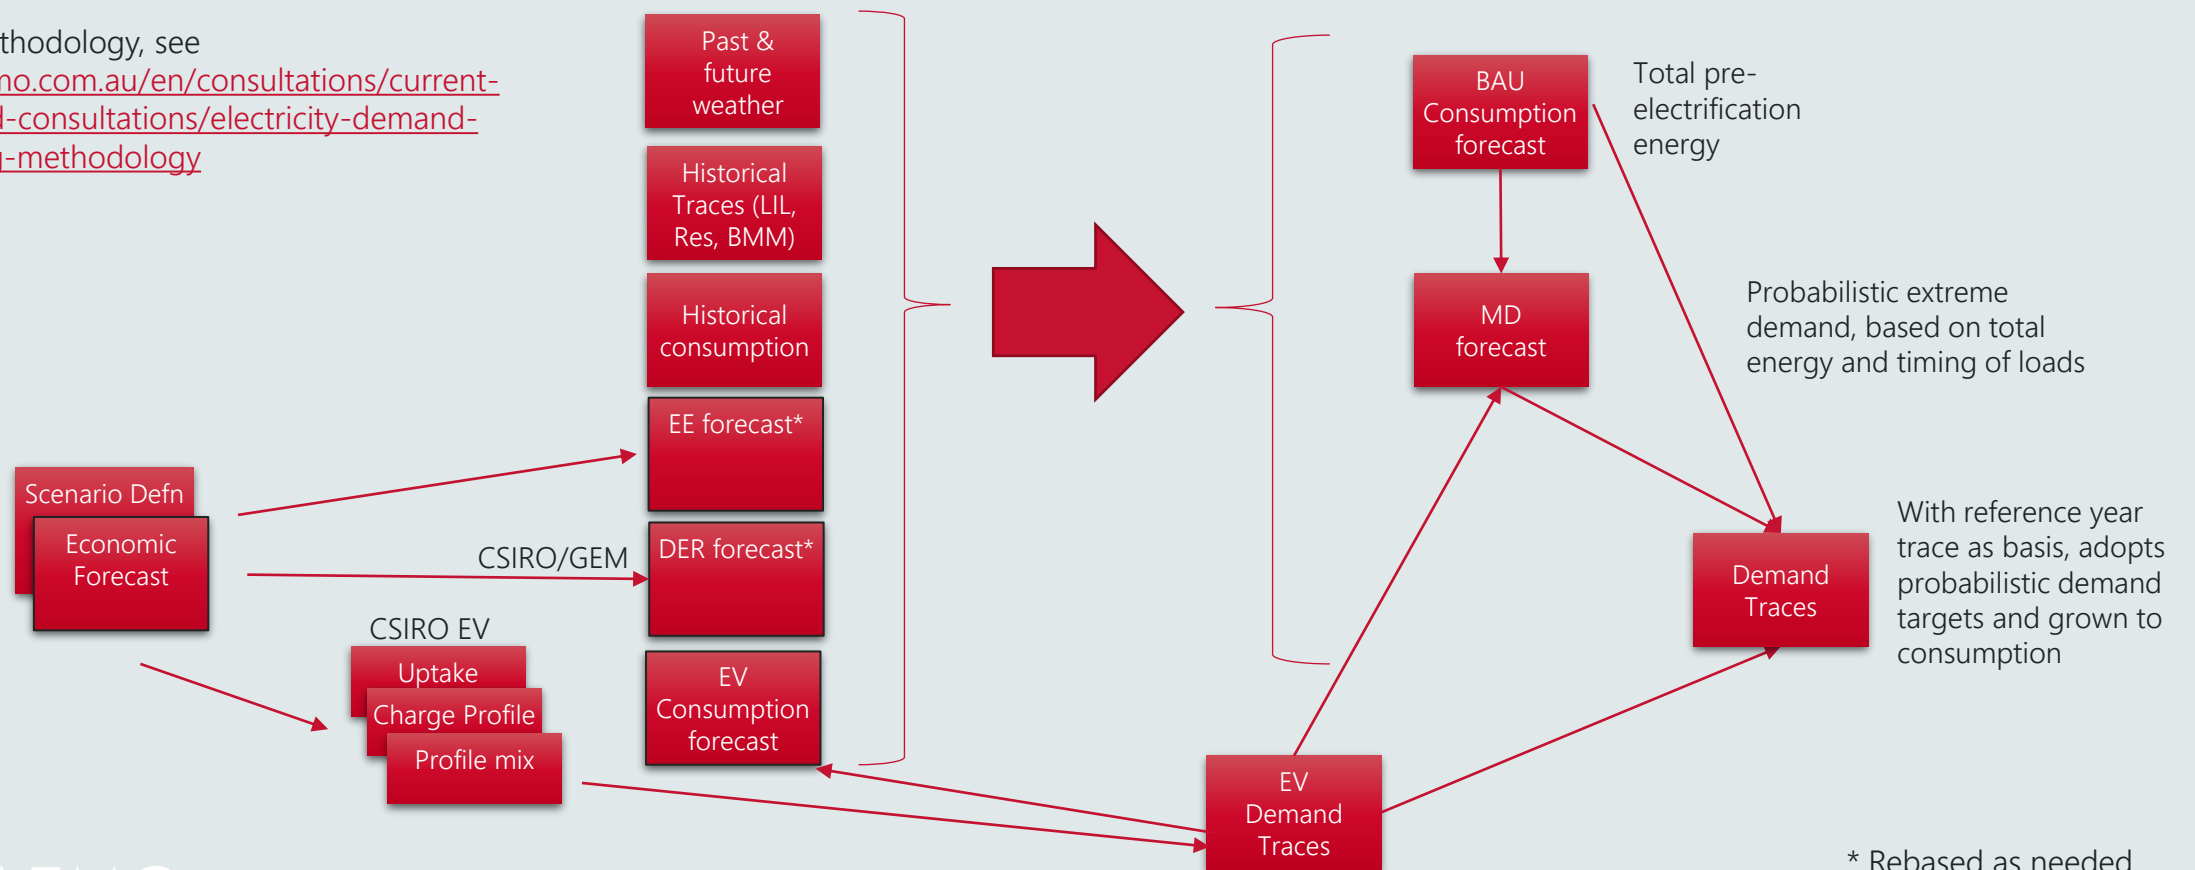 thodology, see
mo.com.au/en/consultations/current-
d-consultations/electricity-demand-
g-methodology
Past &
future
weather
Historical
Traces (LIL,
Res, BMM)
Historical
consumption
EE forecast*
DER forecast*
EV
Consumption
forecast
Scenario Defn
Economic
Forecast
CSIRO/GEM
CSIRO EV
Uptake
Charge Profile
Profile mix
BAU
Consumption
forecast
Total pre-
electrification
energy
MD
forecast
Probabilistic extreme
demand, based on total
energy and timing of loads
Demand
Traces
With reference year
trace as basis, adopts
probabilistic demand
targets and grown to
consumption
EV
Demand
Traces
* Rebased as needed